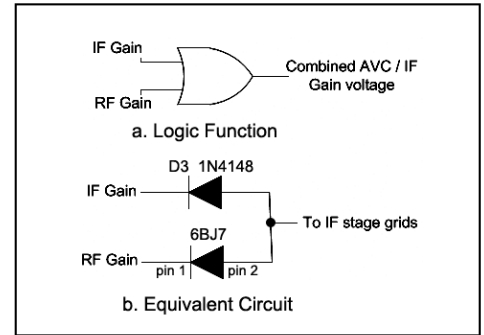 IF Gain
RF Gain
Combined AVC / IF
Gain voltage
a. Logic Function
D3 1N4148
IF Gain
To IF stage grids
6BJ7
RF Gain
pin 1
pin 2
b. Equivalent Circuit